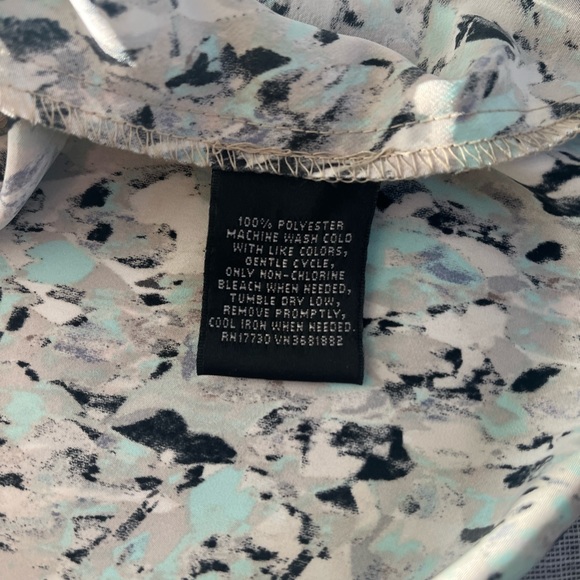 100% POLYESTER
MACHINE WASH COLD
WITH LIKE COLORS,
GENTLE CYCLE,
ONLY NON-CHLORINE
BLEACH WHEN NEEDED,
TUMBLE DRY LOW,
REMOVE PROMPTLY,
COOL IRON WHEN NEEDED.
RN17730 VN3681882